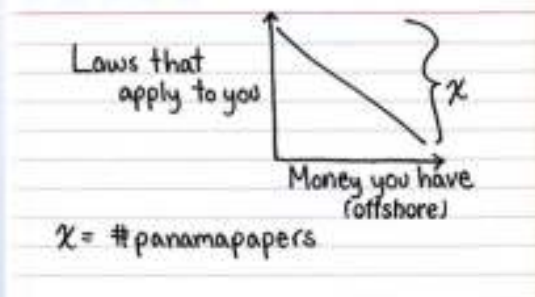 Laws that
apply to you
x
Money you have
(offshore)
x = #panamapapers